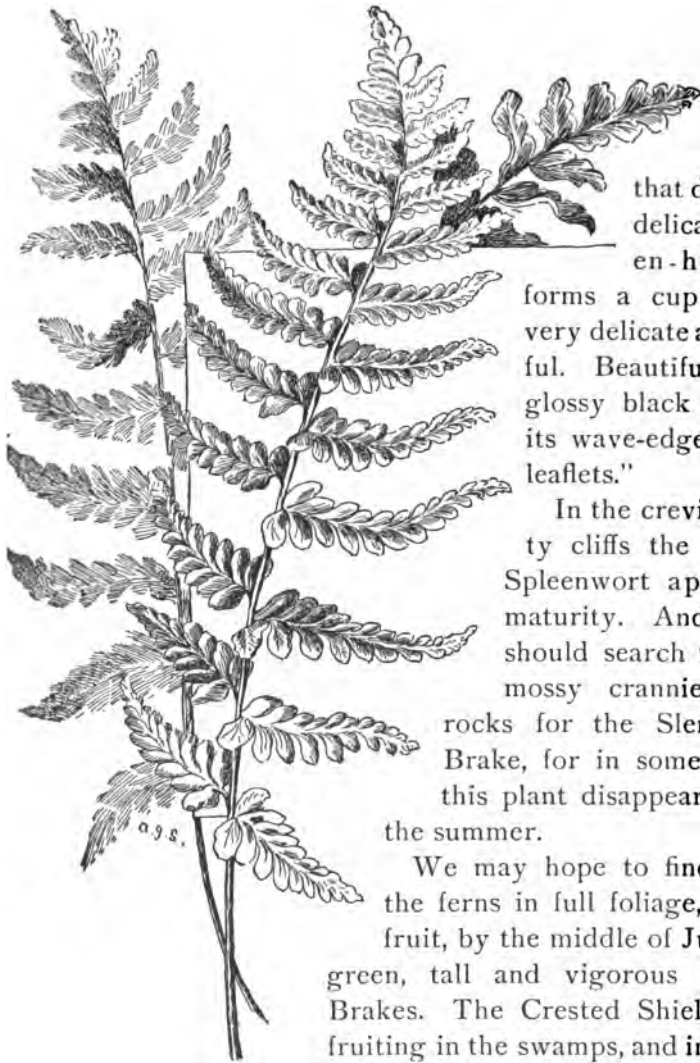 that
delica
en-h
forms a cup
very delicate a
ful. Beautifu
glossy black
its wave-edge
leaflets."
In the crevi
ty cliffs the
Spleenwort ap
maturity. And
should search
mossy crannie
rocks for the Sle
Brake, for in some
this plant disappear
the summer.
We may hope to find
the ferns in full foliage,
fruit, by the middle of Ju
green, tall and vigorous
Brakes. The Crested Shiel
fruiting in the swamps, and in
a.g.s.